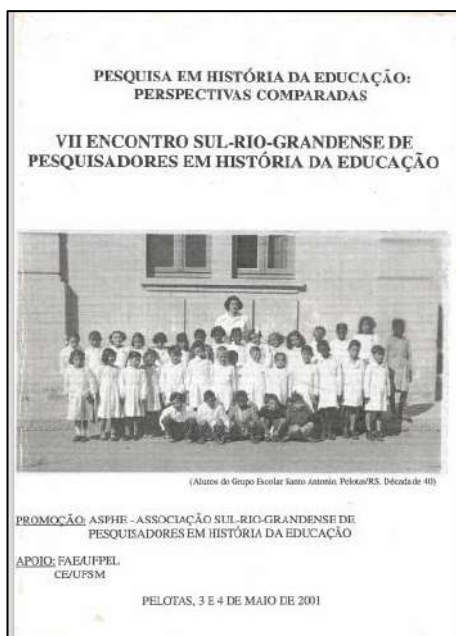 PESQUISA EM HISTÓRIA DA EDUCAÇÃO:
PERSPECTIVAS COMPARADAS
VII ENCONTRO SUL-RIO-GRANDENSE DE
PESQUISADORES EM HISTÓRIA DA EDUCAÇÃO
(Alunos do Grupo Escolar Santo Antonio. Pelotas/RS. Década de 40)
PROMOÇÃO: ASPHE - ASSOCIAÇÃO SUL-RIO-GRANDENSE DE
PESQUISADORES EM HISTÓRIA DA EDUCAÇÃO
APOIO: FAE/UFPEL
CE/UFSM
PELOTAS, 3 E 4 DE MAIO DE 2001